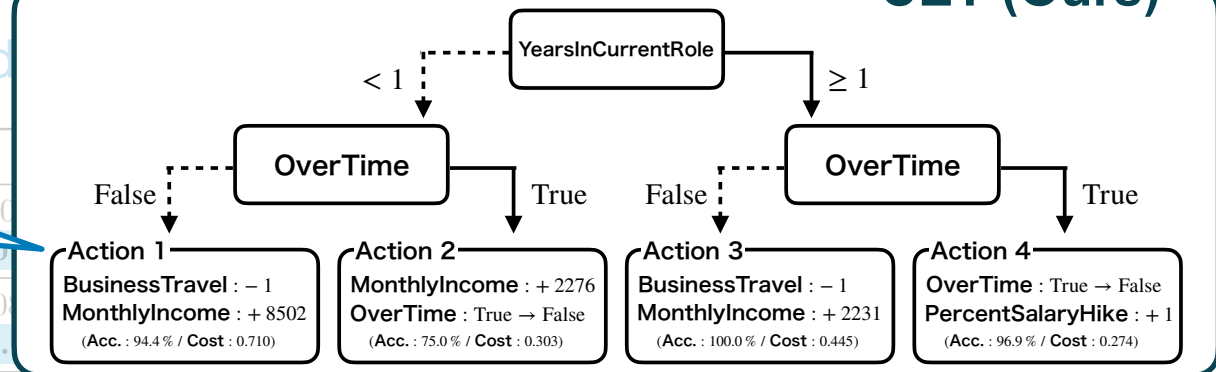 (Ours)
YearsInCurrentRole
< 1
≥ 1
OverTime
OverTime
False
True
False
True
Action 1
BusinessTravel : − 1
MonthlyIncome : + 8502
(Acc. : 94.4 % / Cost : 0.710)
Action 2
MonthlyIncome : + 2276
OverTime : True → False
(Acc. : 75.0 % / Cost : 0.303)
Action 3
BusinessTravel : − 1
MonthlyIncome : + 2231
(Acc. : 100.0 % / Cost : 0.445)
Action 4
OverTime : True → False
PercentSalaryHike : + 1
(Acc. : 96.9 % / Cost : 0.274)